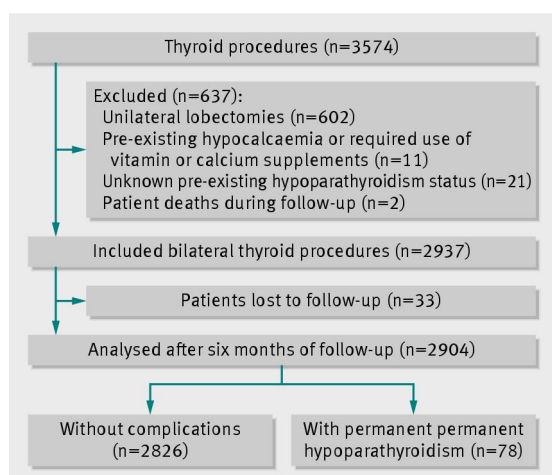 Thyroid procedures (n=3574)
Excluded (n=637):
Unilateral lobectomies (n=602)
Pre-existing hypocalcaemia or required use of
vitamin or calcium supplements (n=11)
Unknown pre-existing hypoparathyroidism status (n=21)
Patient deaths during follow-up (n=2)
Included bilateral thyroid procedures (n=2937)
Patients lost to follow-up (n=33)
Analysed after six months of follow-up (n=2904)
Without complications
(n=2826)
With permanent permanent
hypoparathyroidism (n=78)